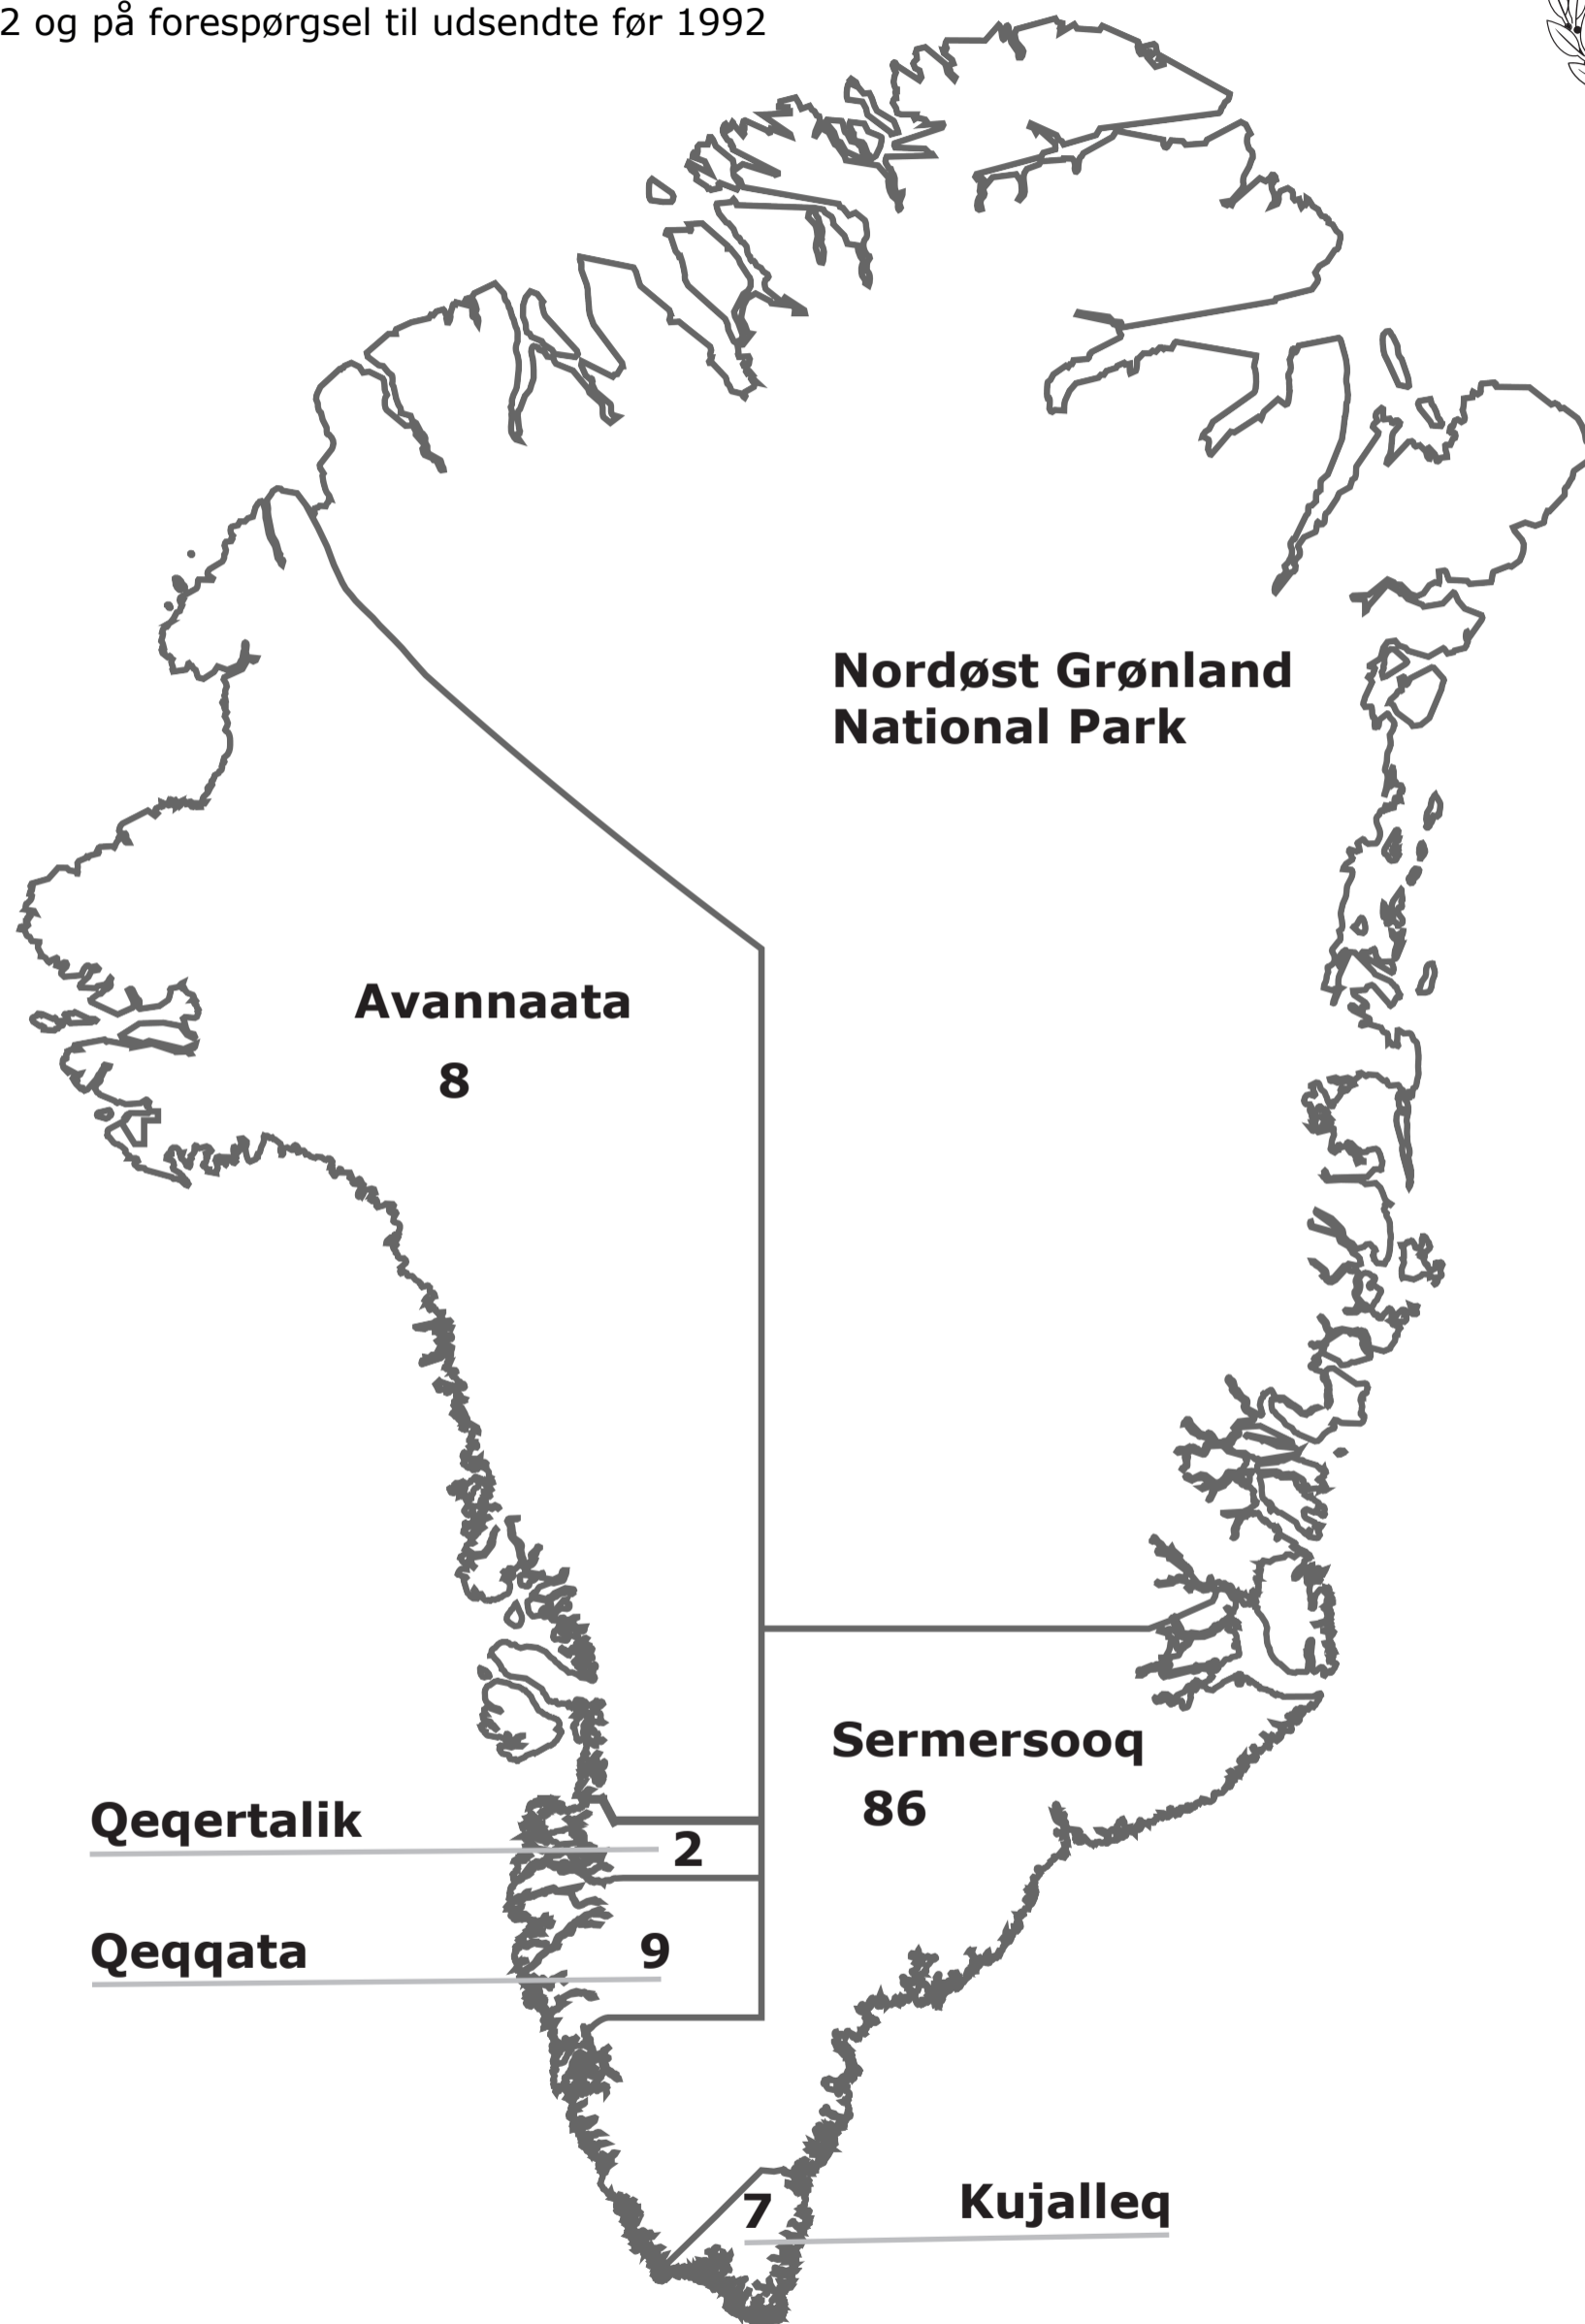 2 og på forespørgsel til udsendte før 1992
Nordøst Grønland
National Park
Avannaata
8
Sermersooq
86
Qeqertalik
2
Qeqqata
9
Kujalleq
7